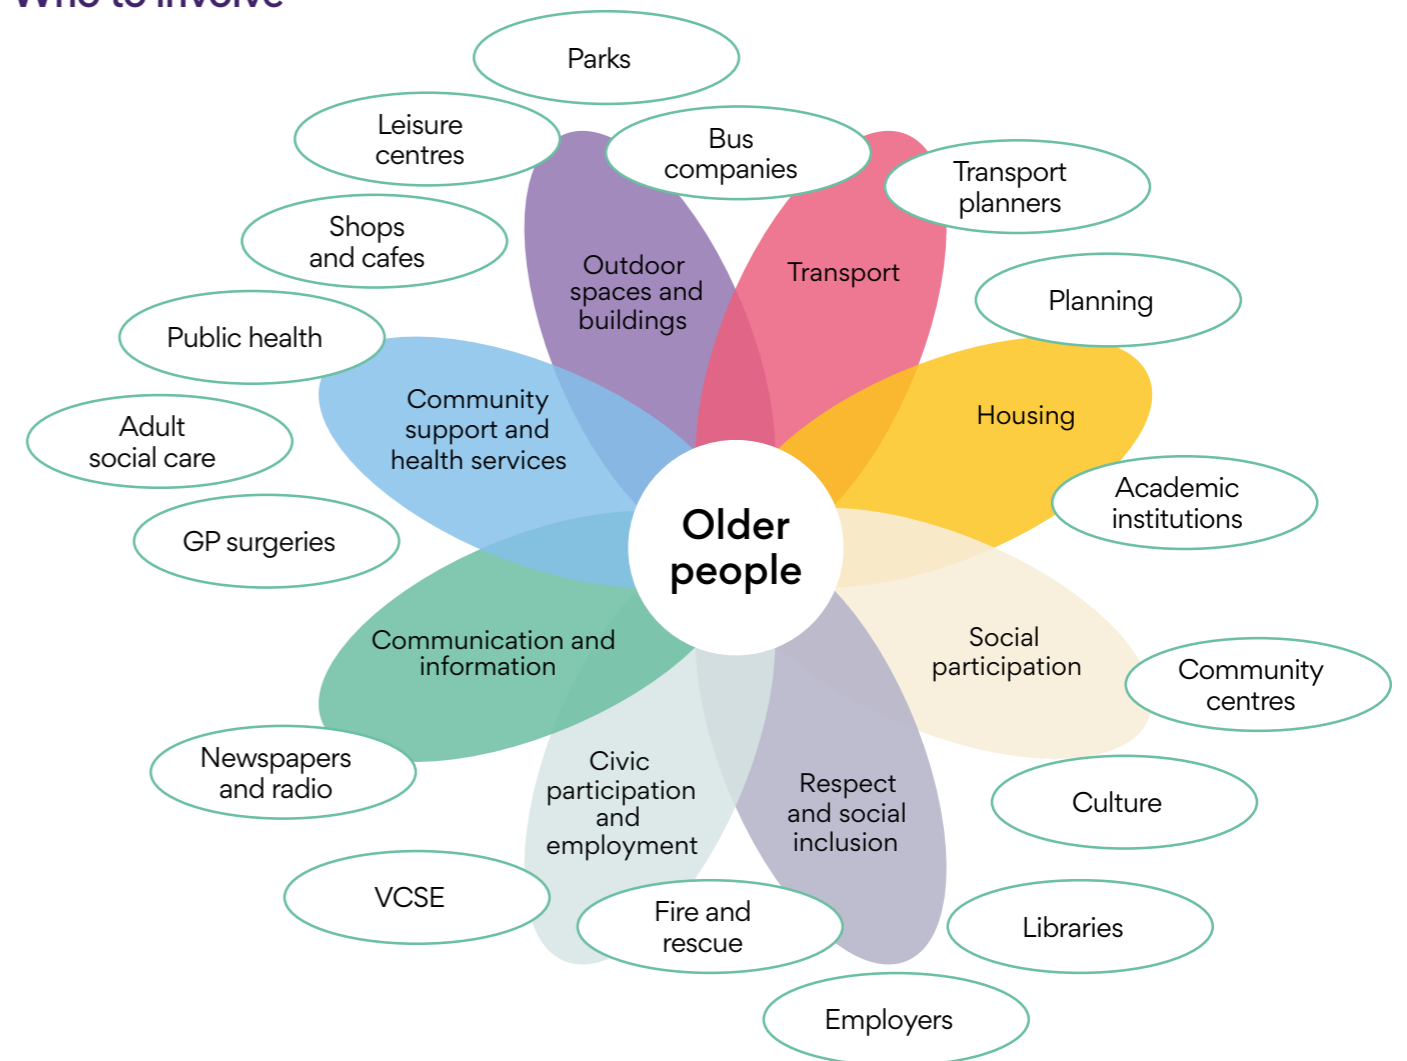 Who to involve
Parks
Leisure
centres
Bus
companies
Transport
planners
Shops
and cafes
Outdoor
spaces and
buildings
Transport
Planning
Public health
Community
support and
health services
Housing
Adult
social care
Academic
institutions
GP surgeries
Older
people
Communication and
information
Social
participation
Community
centres
Newspapers
and radio
Civic
participation
and
employment
Respect
and social
inclusion
Culture
VCSE
Fire and
rescue
Libraries
Employers